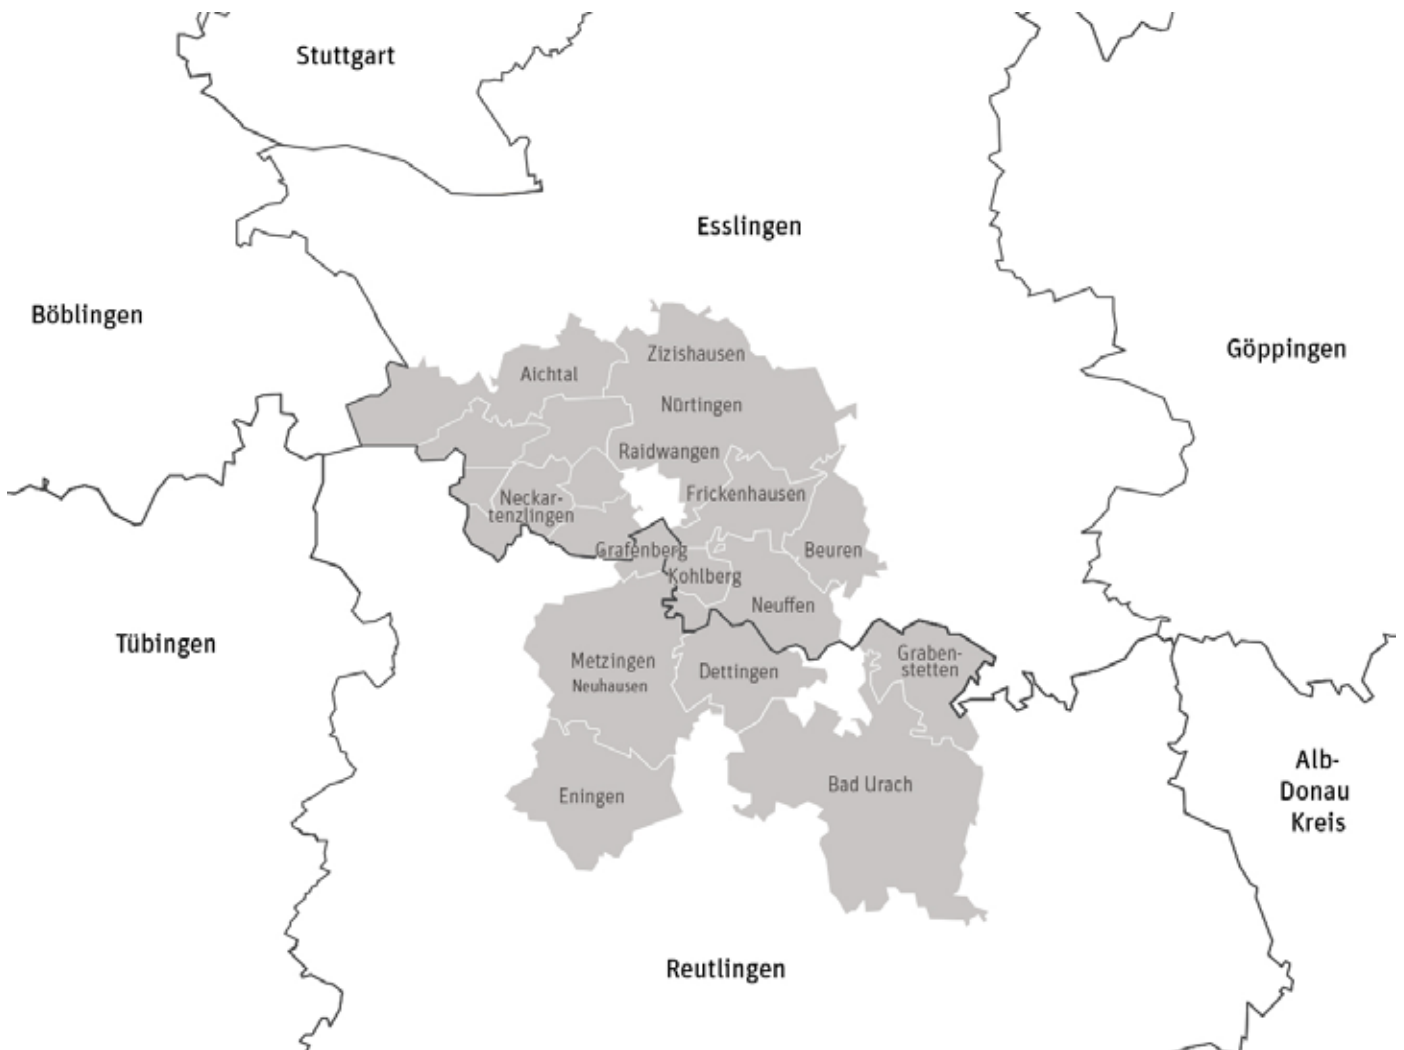 Stuttgart
Esslingen
Böblingen
Göppingen
Zizishausen
Aichtal
Nürtingen
Raidwangen
Frickenhausen
Neckar-
tenzlingen
Grafenberg
Beuren
Kohlberg
Neuffen
Tübingen
Metzingen
Neuhausen
Dettingen
Graben-
stetten
Alb-
Donau
Kreis
Bad Urach
Eningen
Reutlingen